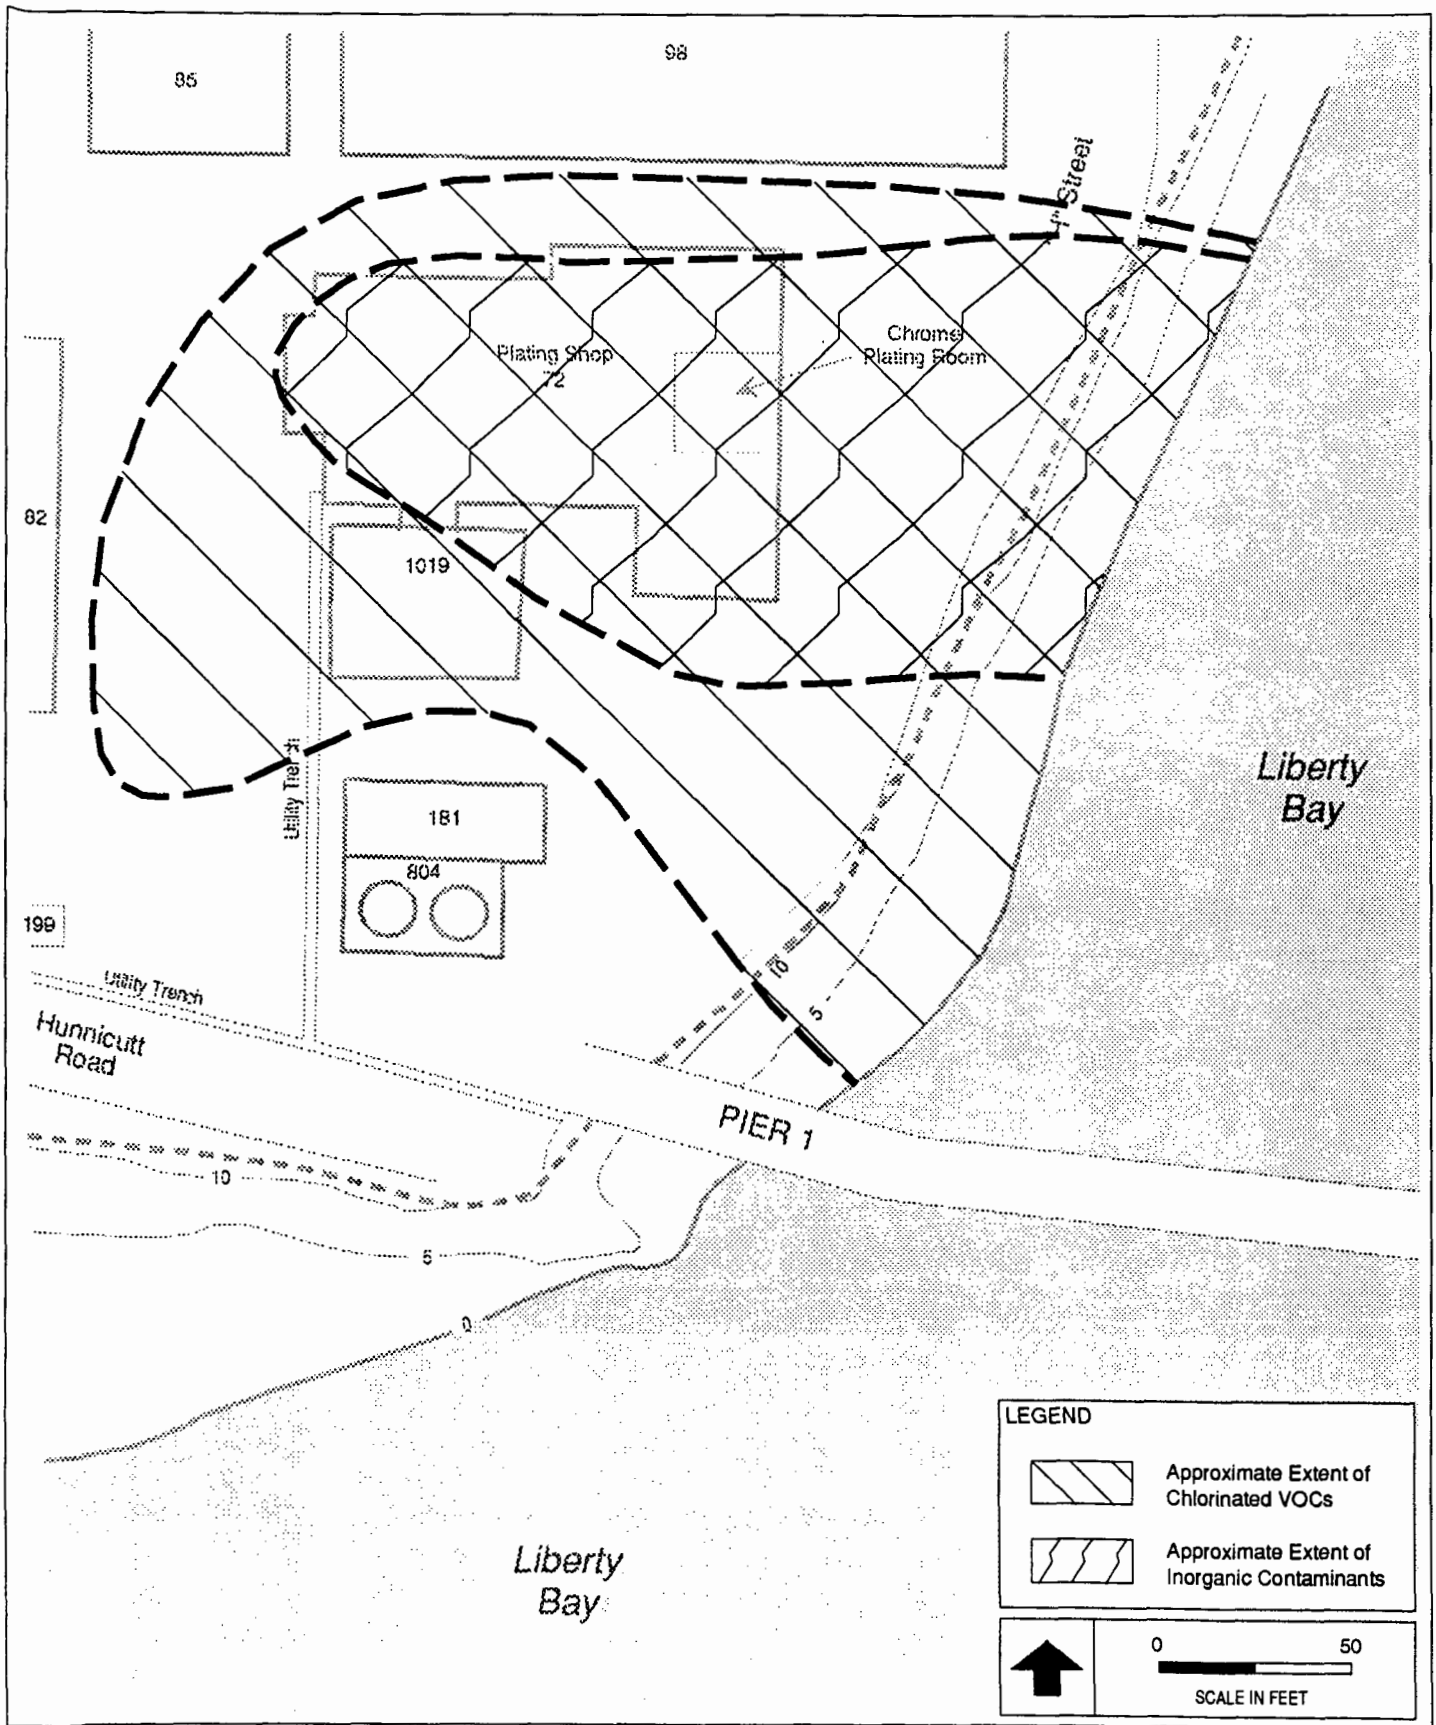 98
85
Street
Chrome
Plating Room
Plating Shop
72
82
1019
Utility Trench
Liberty
Bay
181
804
199
10
5
Utility Trench
Hunnicutt
Road
PIER 1
10
5
0
LEGEND
Approximate Extent of
Chlorinated VOCs
Approximate Extent of
Inorganic Contaminants
Liberty
Bay
0 50
SCALE IN FEET